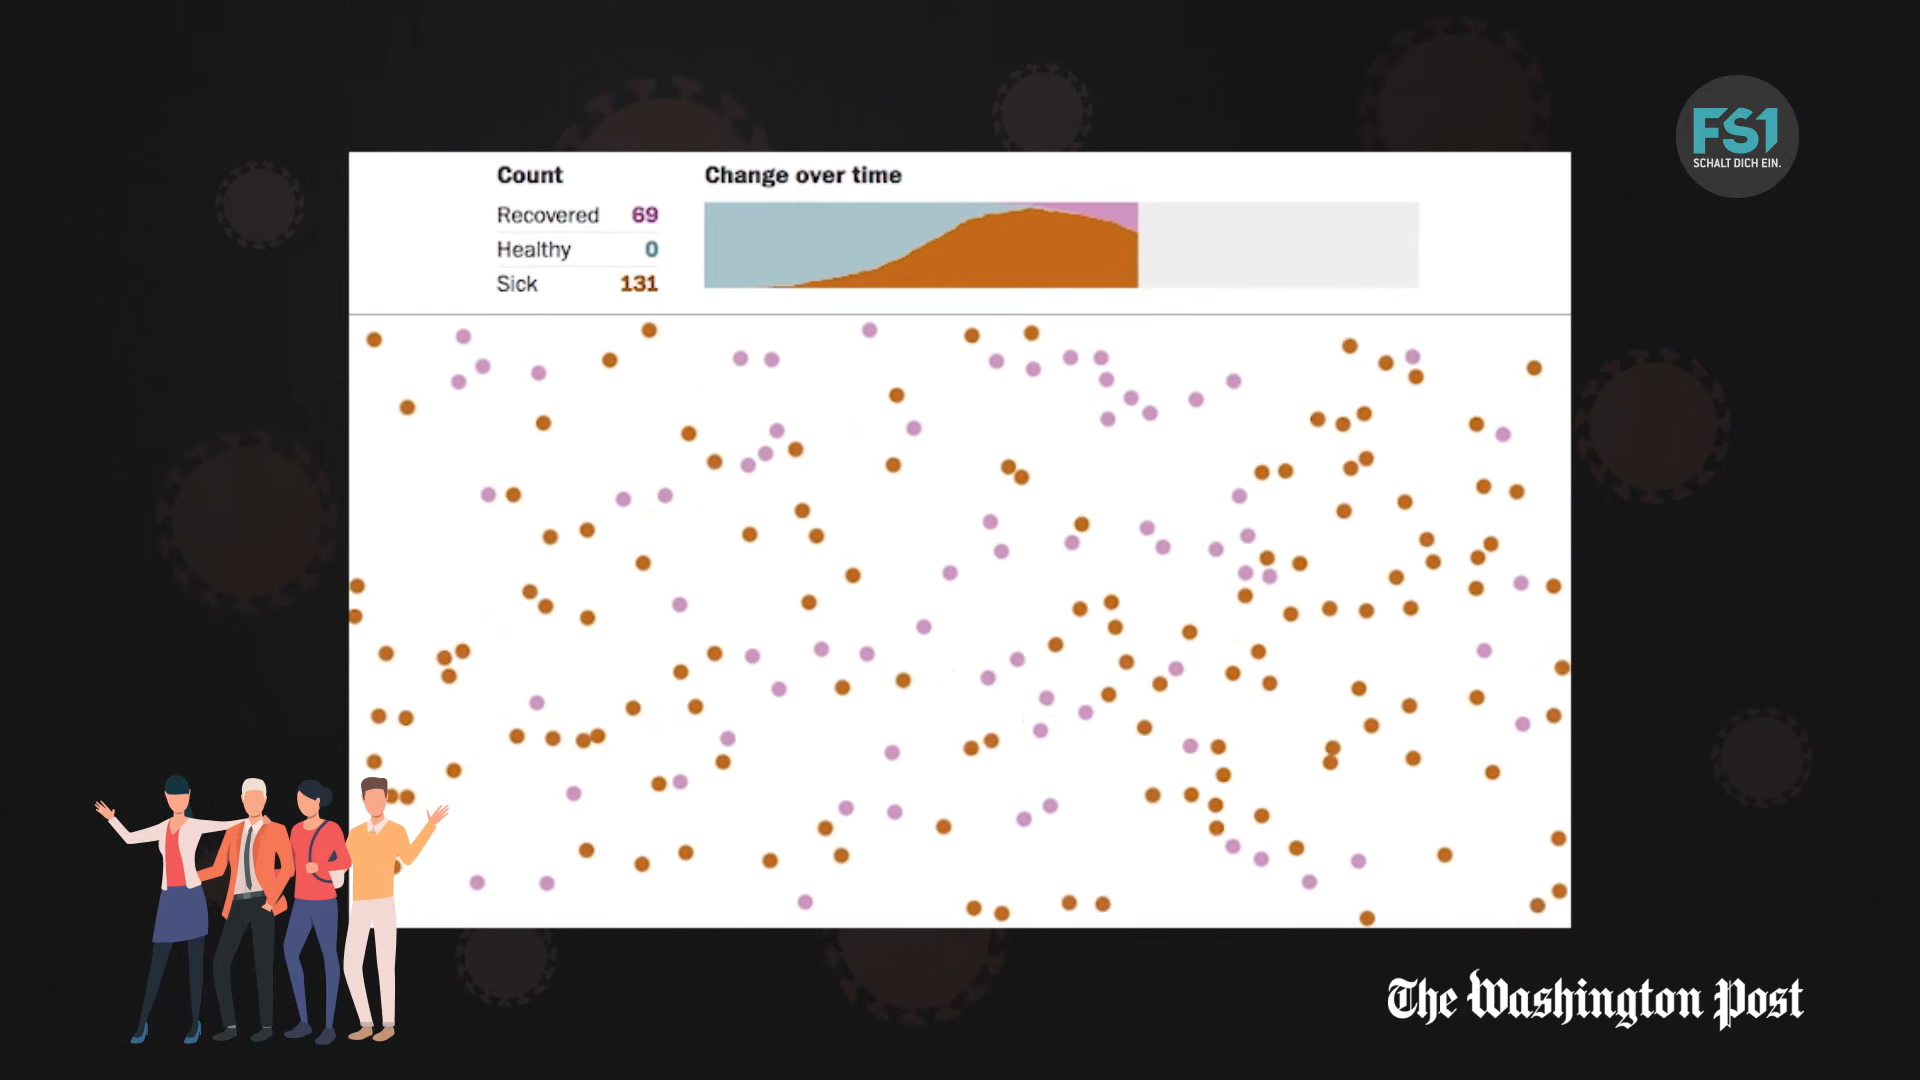 Count
Recovered 69
Healthy 0
Sick 131
Change over time
FS1
SCHALT DICH EIN.
The Washington Post